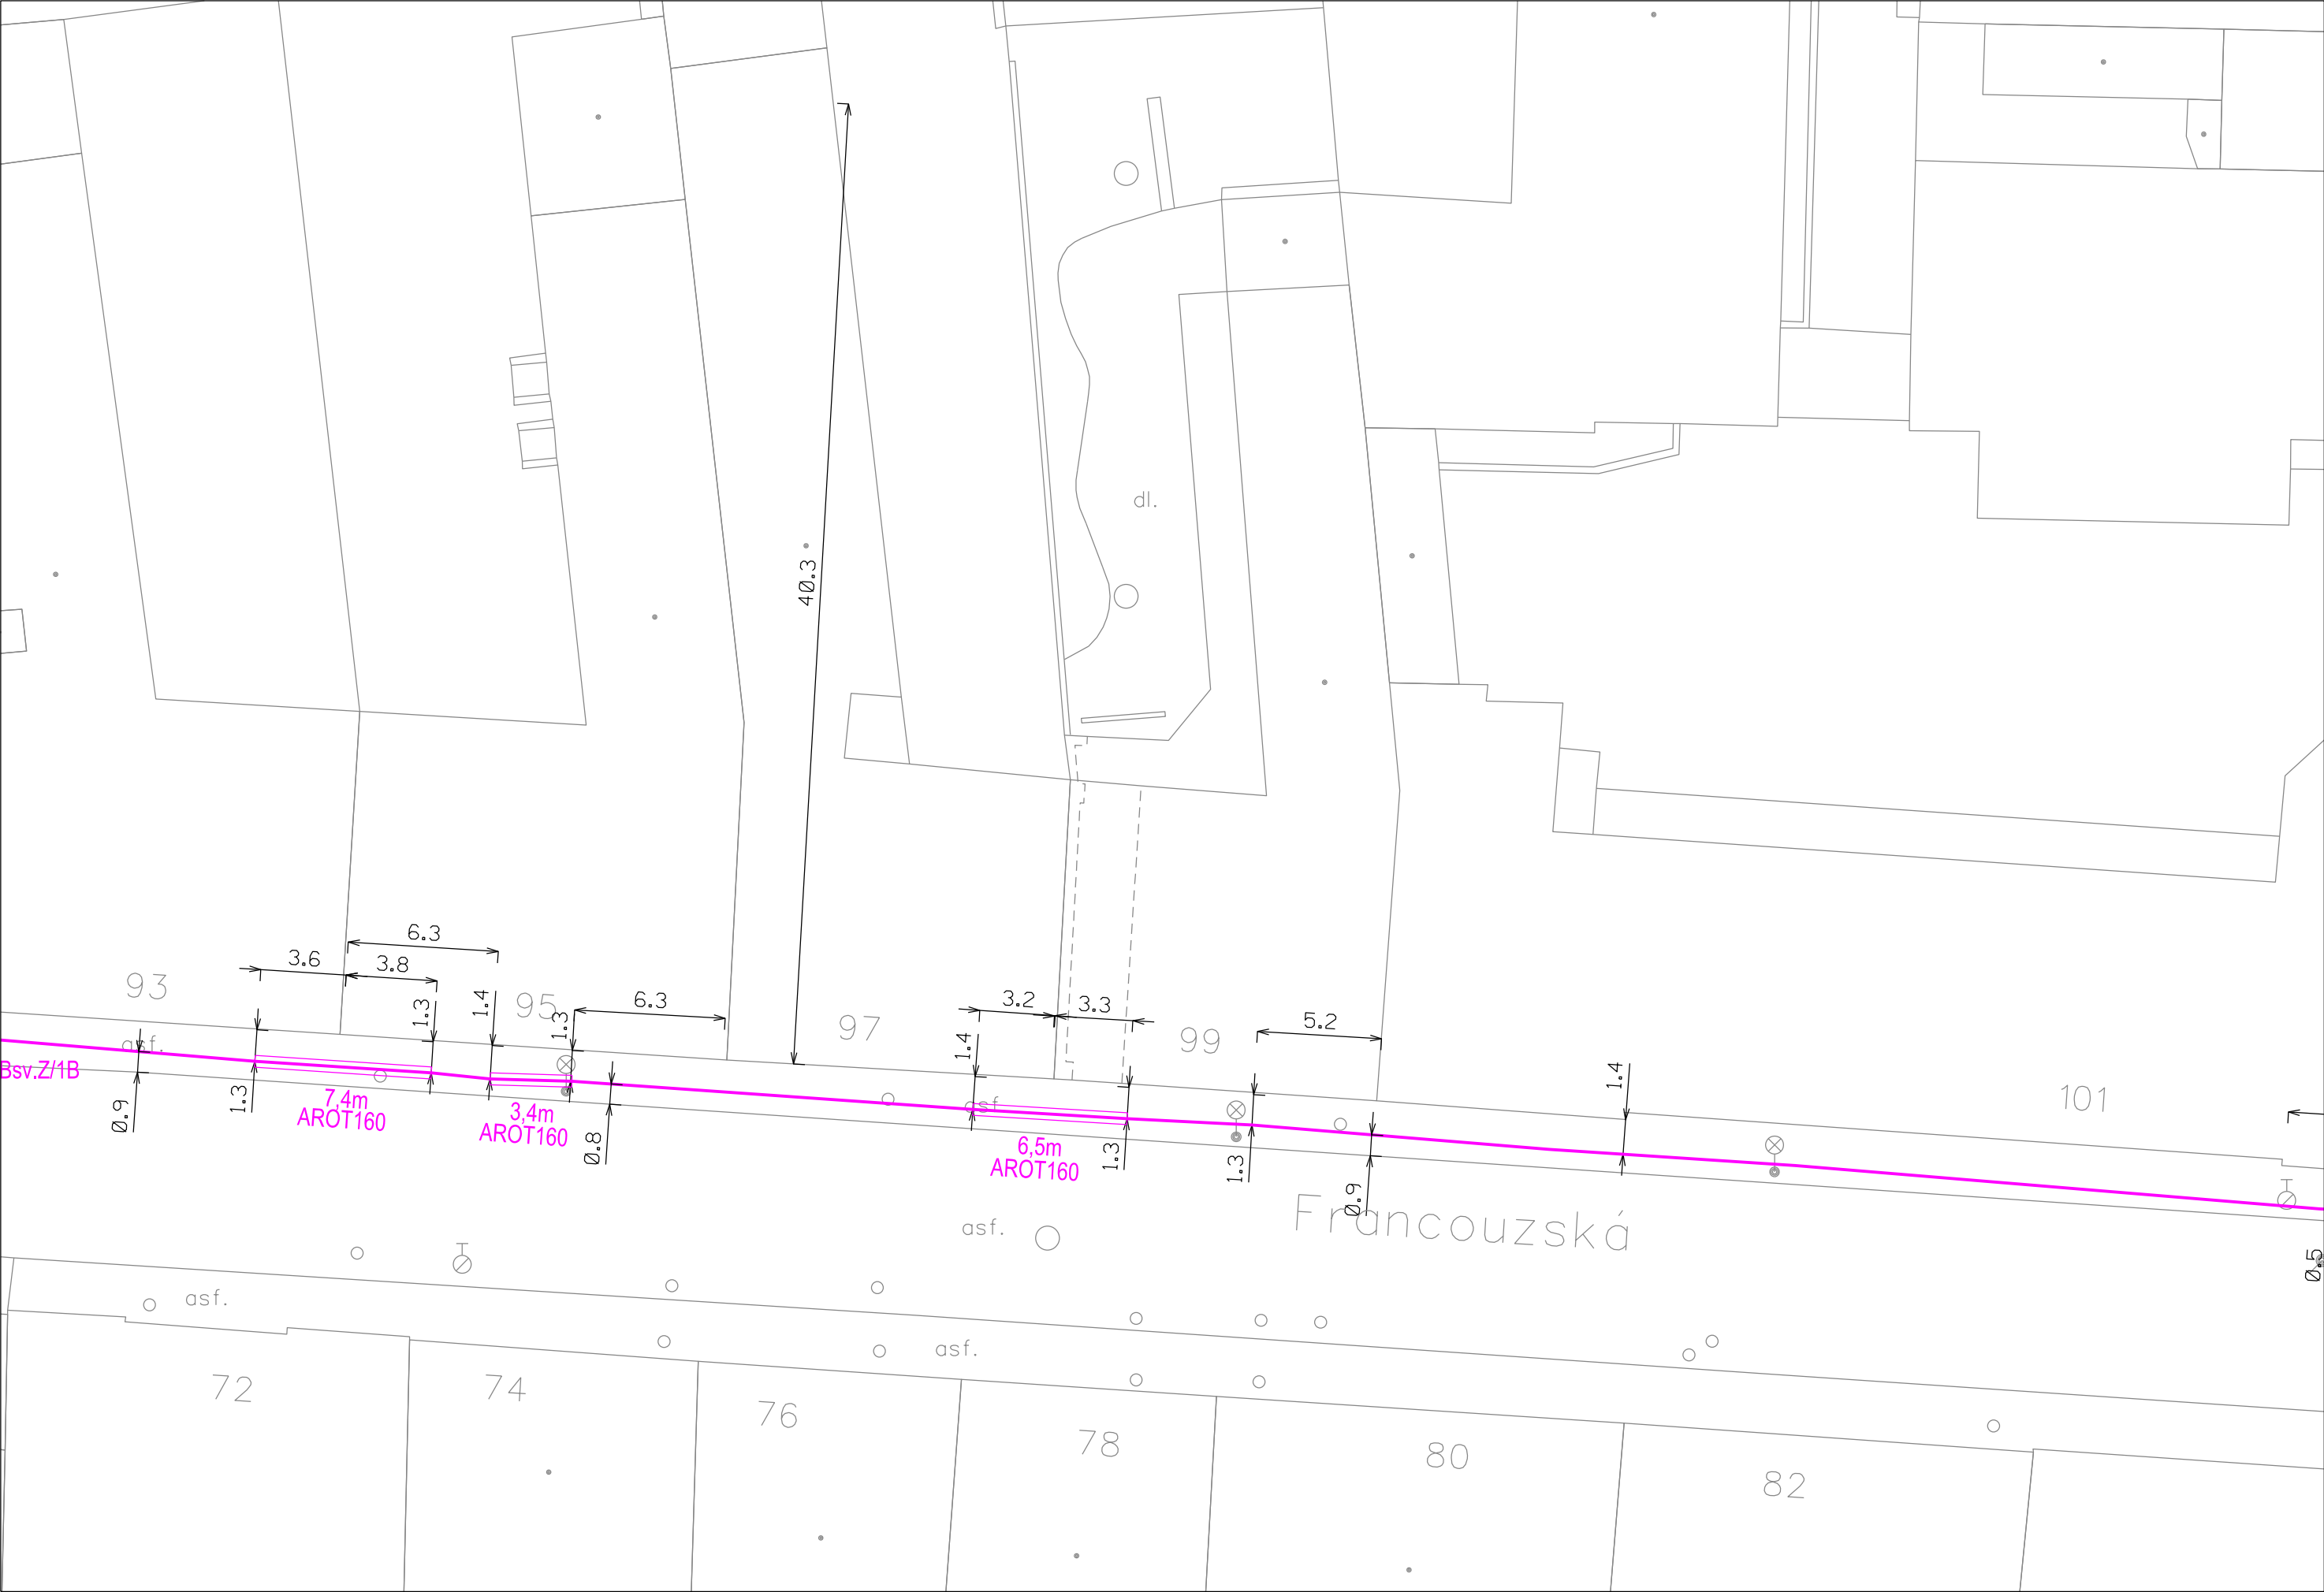 dl.
40.3
6.3
3.6
3.8
93
95
6.3
1.3
1.4
1.3
97
3.2
3.3
99
5.2
1.4
1.4
101
asf.
asf.
Bsv.Z/1B
0.9
1.3
7,4m
AROT160
3,4m
AROT160
0.8
6,5m
AROT160
1.3
1.3
0.9
Francouzská
asf.
0.5
asf.
asf.
72
74
76
78
80
82